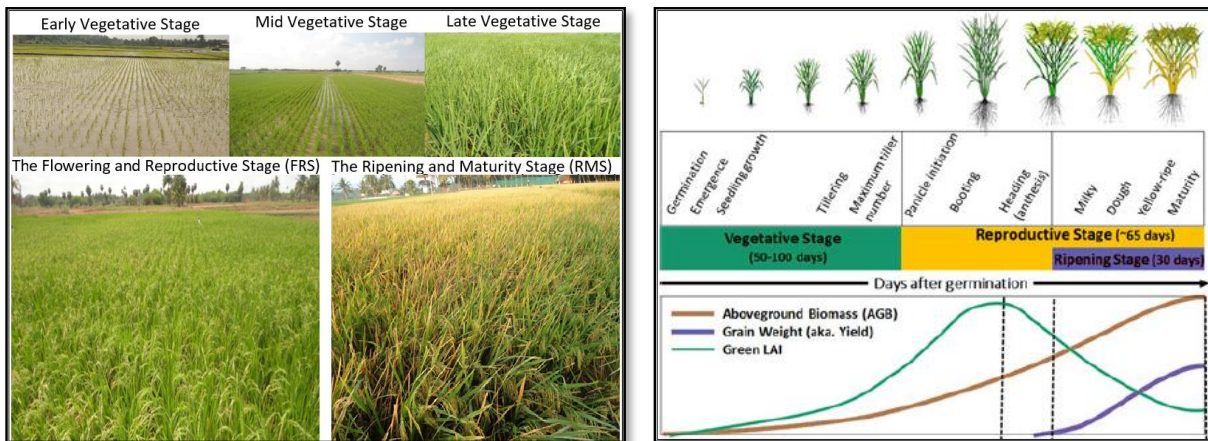 Early Vegetative Stage
Mid Vegetative Stage
Late Vegetative Stage
The Flowering and Reproductive Stage (FRS)
The Ripening and Maturity Stage (RMS)
Germination
Emergence
Seedling growth
Tillering
Maximum tiller
number
Panicle initiation
Booting
Heading
(anthesis)
Milky
Dough
Yellow-ripe
Maturity
Vegetative Stage
(50-100 days)
Reproductive Stage (~65 days)
Ripening Stage (30 days)
Days after germination
Aboveground Biomass (AGB)
Grain Weight (aka. Yield)
Green LAI